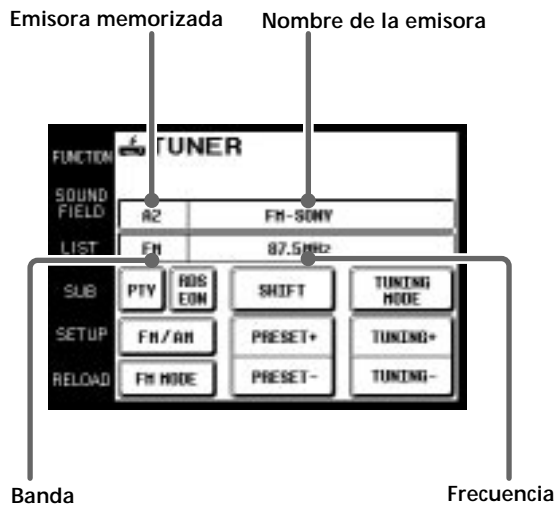 Emisora memorizada
Nombre de la emisora
FUNCTION
TUNER
SOUND
FIELD
A2
FM-SONY
LIST
FM
87.5MHz
SUB
PTY
RDS
EON
SHIFT
TUNING
MODE
SETUP
FM/AM
PRESET+
TUNING+
RELOAD
FM MODE
PRESET-
TUNING-
Banda
Frecuencia